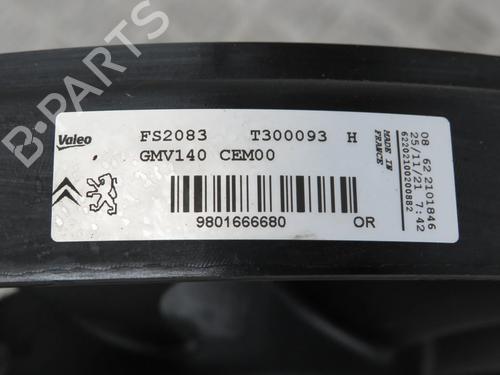 Valeo
FS2083 T300093 H
GMV140 CEM00
9801666680 OR
MADE IN
FRANCE
08 62 2101846
25/11/21 7:42
62202100200882
B-PARTS